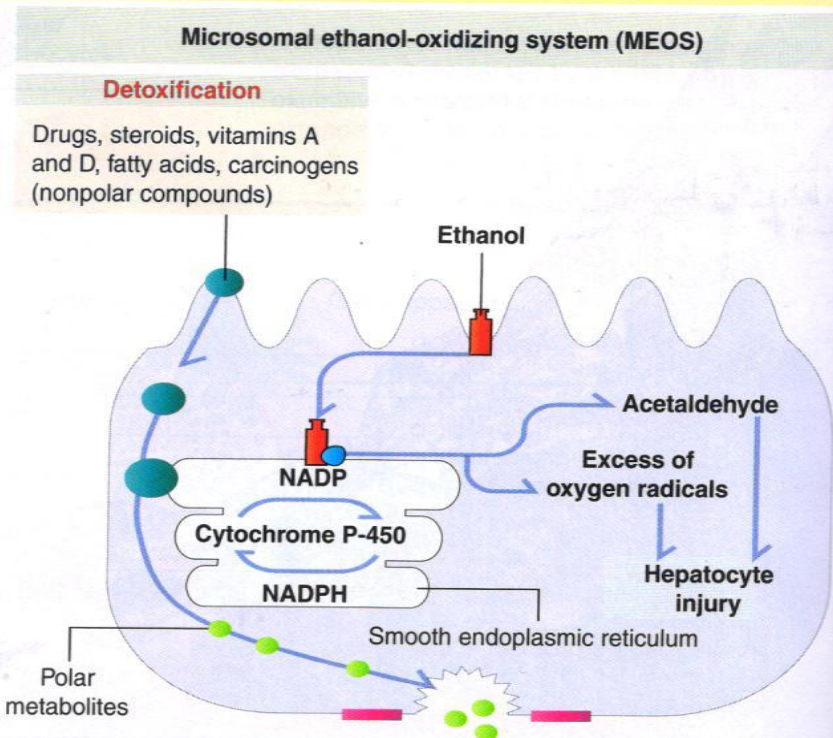 Microsomal ethanol-oxidizing system (MEOS)
Detoxification
Drugs, steroids, vitamins A
and D, fatty acids, carcinogens
(nonpolar compounds)
Ethanol
Acetaldehyde
Excess of
oxygen radicals
NADP
Cytochrome P-450
NADPH
Hepatocyte
injury
Smooth endoplasmic reticulum
Polar
metabolites